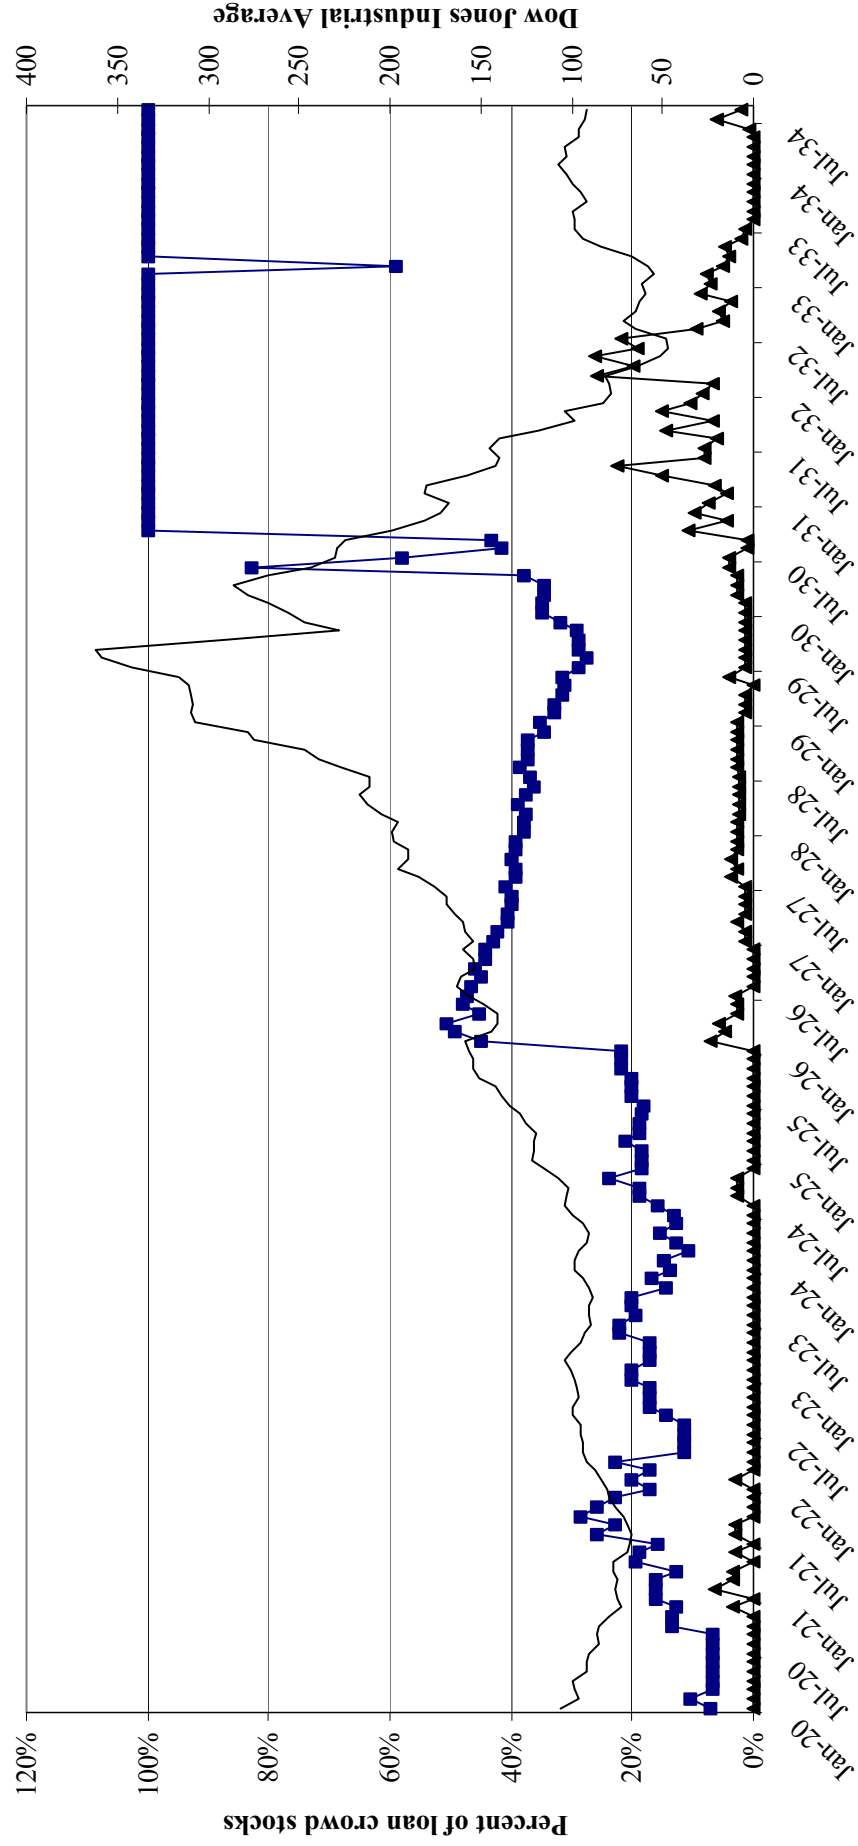 Dow Jones Industrial Average
400
350
300
250
200
150
100
50
0
120%
100%
80%
60%
40%
20%
0%
Percent of loan crowd stocks
Jan-20
Jul-20
Jan-21
Jul-21
Jan-22
Jul-22
Jan-23
Jul-23
Jan-24
Jul-24
Jan-25
Jul-25
Jan-26
Jul-26
Jan-27
Jul-27
Jan-28
Jul-28
Jan-29
Jul-29
Jan-30
Jul-30
Jan-31
Jul-31
Jan-32
Jul-32
Jan-33
Jul-33
Jan-34
Jul-34